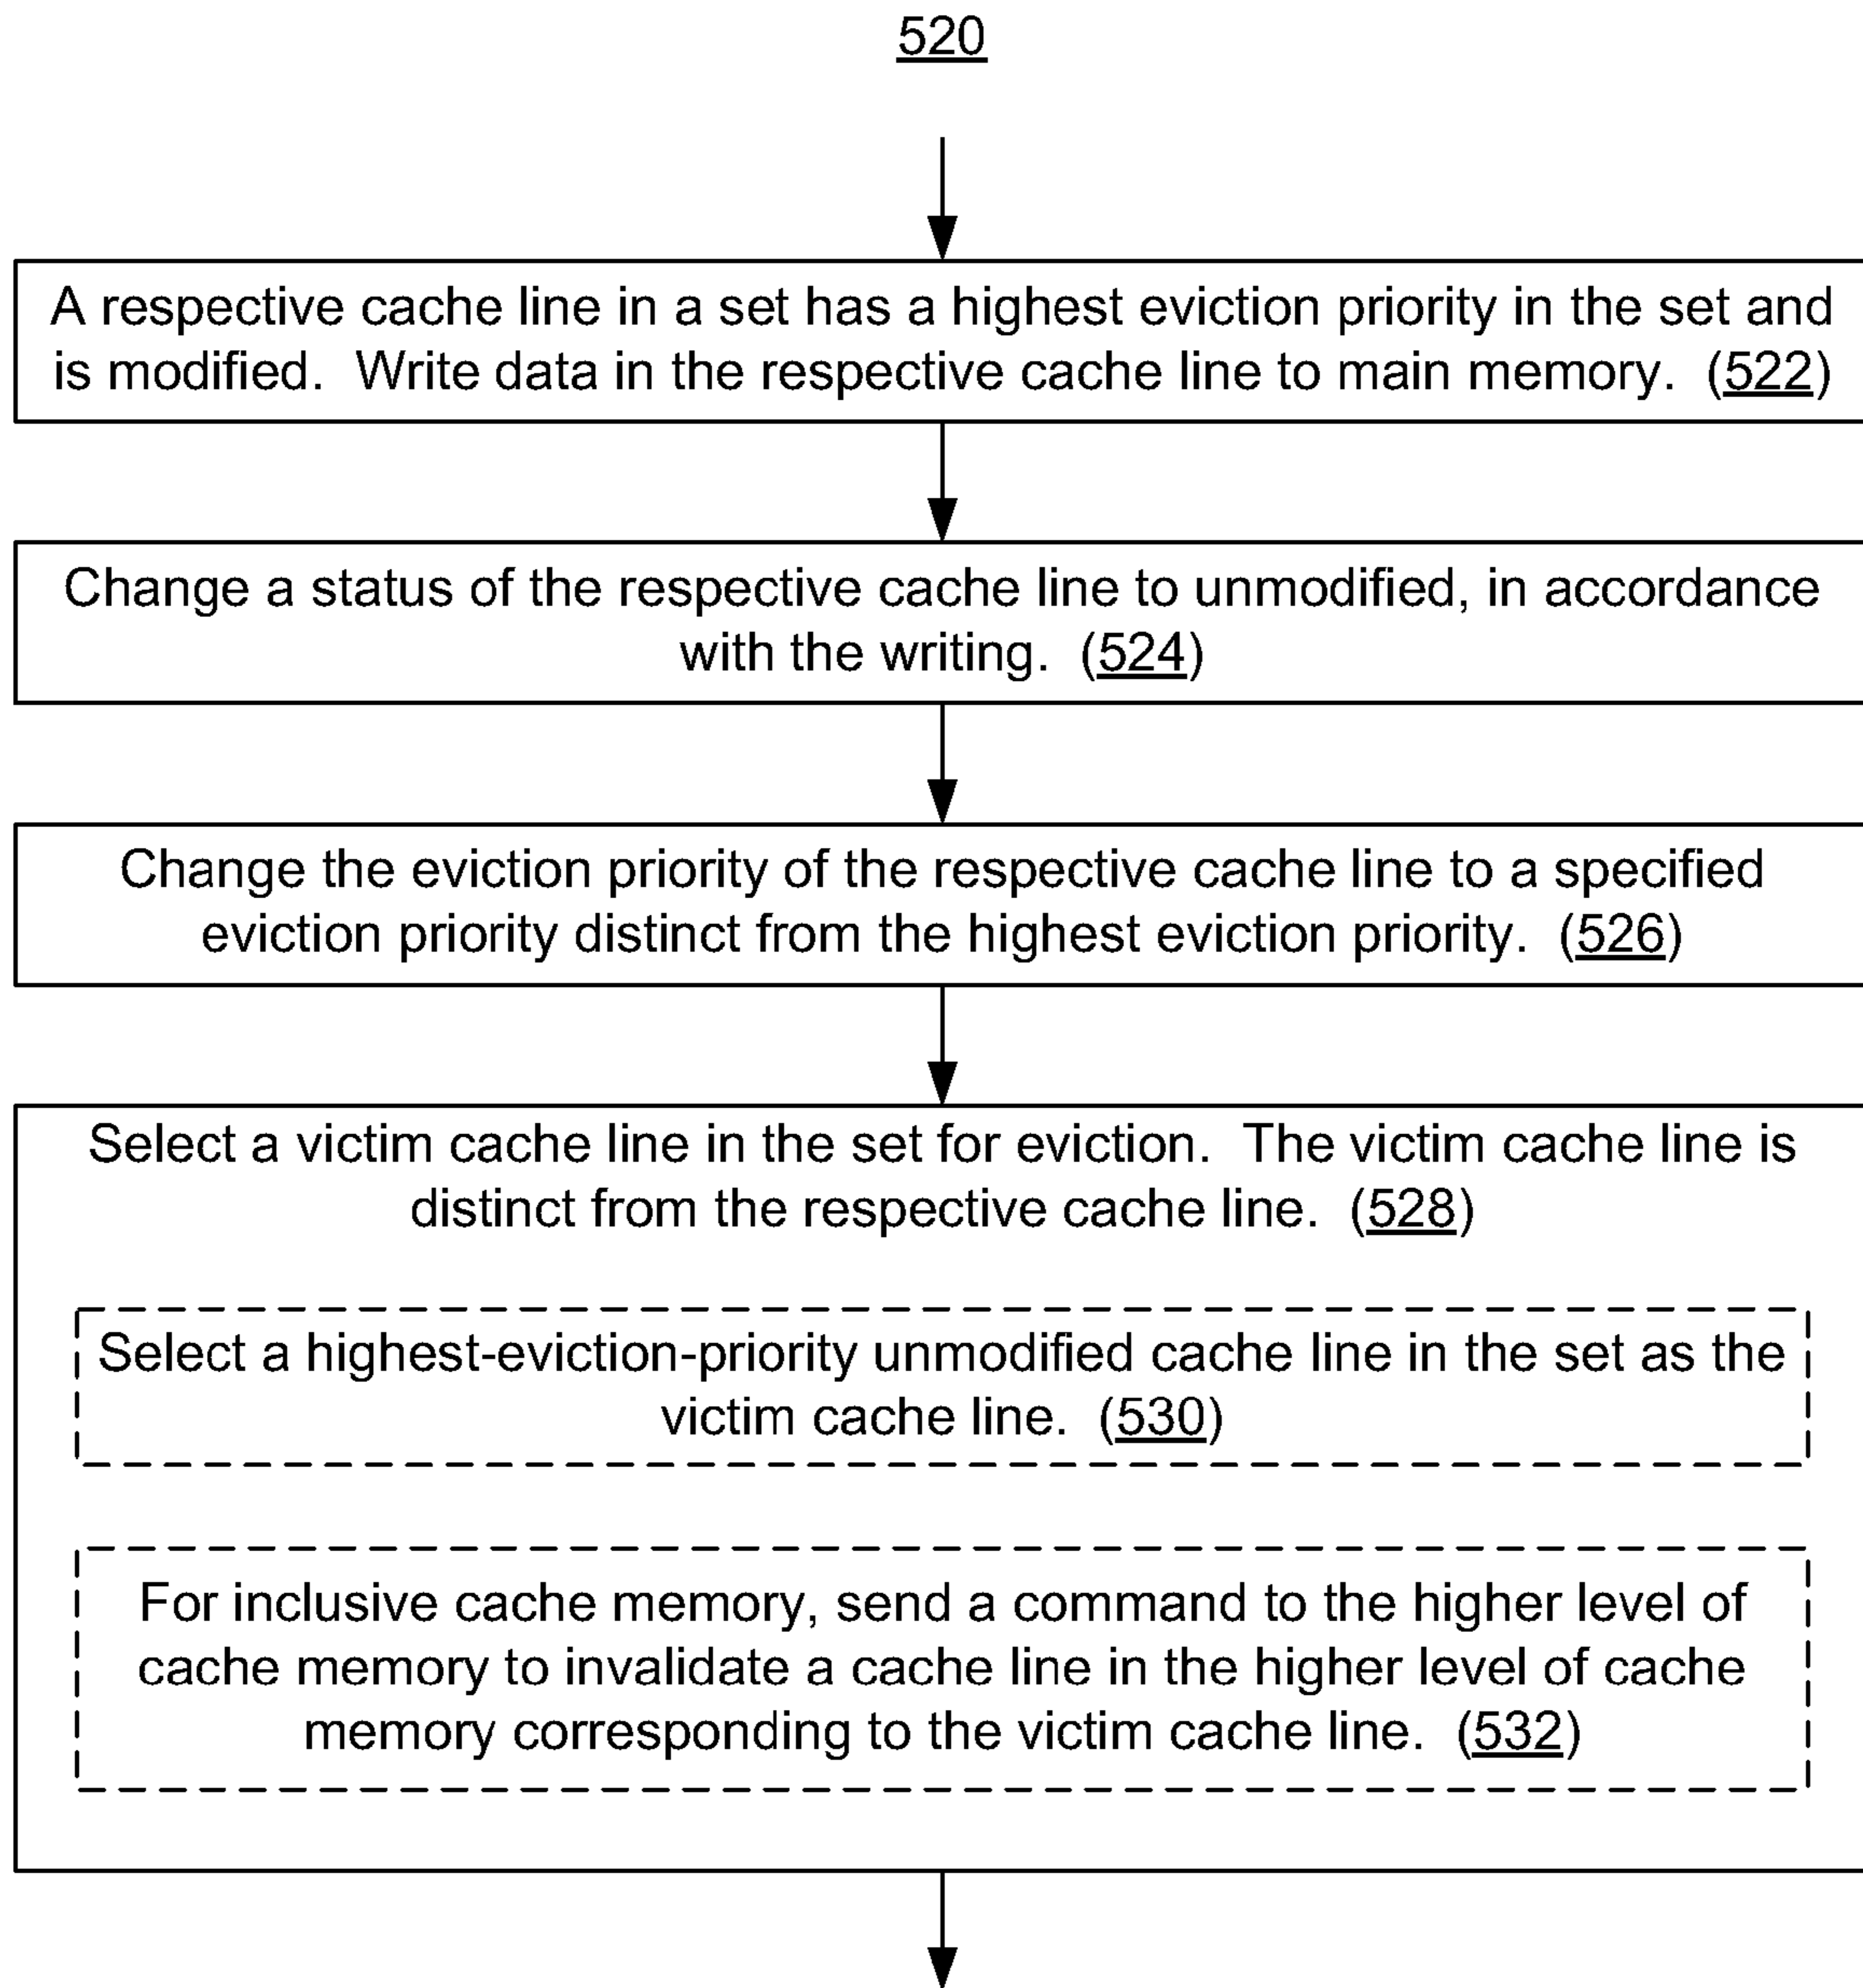 520
A respective cache line in a set has a highest eviction priority in the set and
is modified. Write data in the respective cache line to main memory. (522)
Change a status of the respective cache line to unmodified, in accordance
with the writing. (524)
Change the eviction priority of the respective cache line to a specified
eviction priority distinct from the highest eviction priority. (526)
Select a victim cache line in the set for eviction. The victim cache line is
distinct from the respective cache line. (528)
Select a highest-eviction-priority unmodified cache line in the set as the
victim cache line. (530)
For inclusive cache memory, send a command to the higher level of
cache memory to invalidate a cache line in the higher level of cache
memory corresponding to the victim cache line. (532)